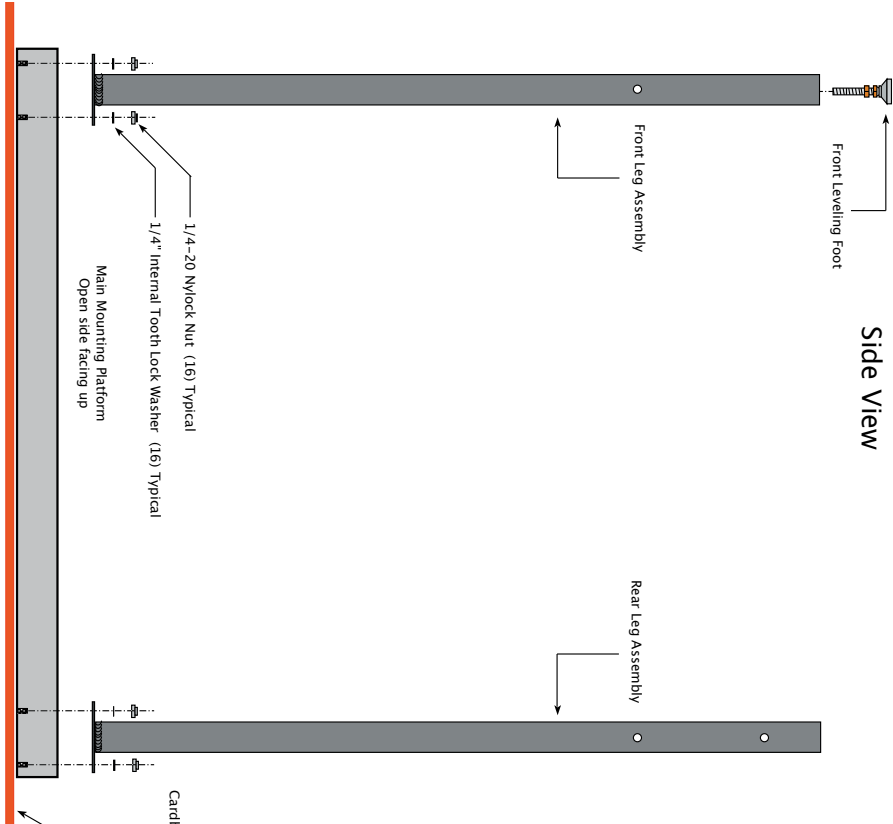 Side View
Front Leveling Foot
Front Leg Assembly
Rear Leg Assembly
1/4-20 Nylock Nut (16) Typical
1/4" Internal Tooth Lock Washer (16) Typical
Main Mounting Platform
Open side facing up